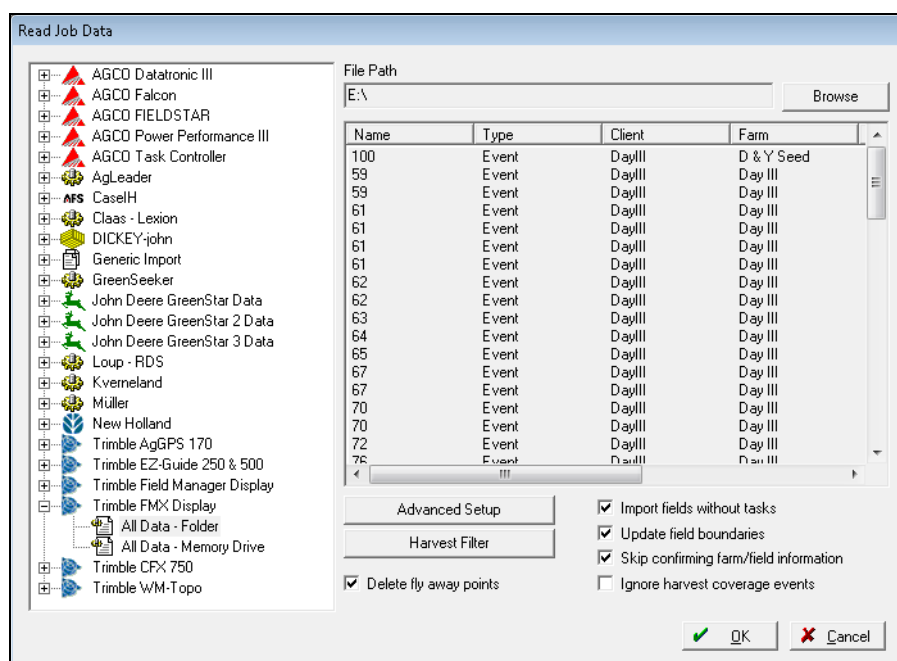 Read Job Data
AGCO Datatronic III
AGCO Falcon
AGCO FIELDSTAR
AGCO Power Performance III
AGCO Task Controller
AgLeader
AFS CaseIH
Claas - Lexion
DICKEY-john
Generic Import
GreenSeeker
John Deere GreenStar Data
John Deere GreenStar 2 Data
John Deere GreenStar 3 Data
Loup - RDS
Kverneland
Müller
New Holland
Trimble AgGPS 170
Trimble EZ-Guide 250 & 500
Trimble Field Manager Display
Trimble FMX Display
All Data - Folder
All Data - Memory Drive
Trimble CFX 750
Trimble WM-Topo
File Path
E:\
Browse
Name Type Client Farm
100 Event DayIII D & Y Seed
59 Event DayIII Day III
59 Event DayIII Day III
61 Event DayIII Day III
61 Event DayIII Day III
61 Event DayIII Day III
61 Event DayIII Day III
62 Event DayIII Day III
62 Event DayIII Day III
63 Event DayIII Day III
64 Event DayIII Day III
65 Event DayIII Day III
67 Event DayIII Day III
67 Event DayIII Day III
70 Event DayIII Day III
70 Event DayIII Day III
72 Event DayIII Day III
76 Event DayIII Day III
Advanced Setup
Harvest Filter
Delete fly away points
Import fields without tasks
Update field boundaries
Skip confirming farm/field information
Ignore harvest coverage events
OK
Cancel